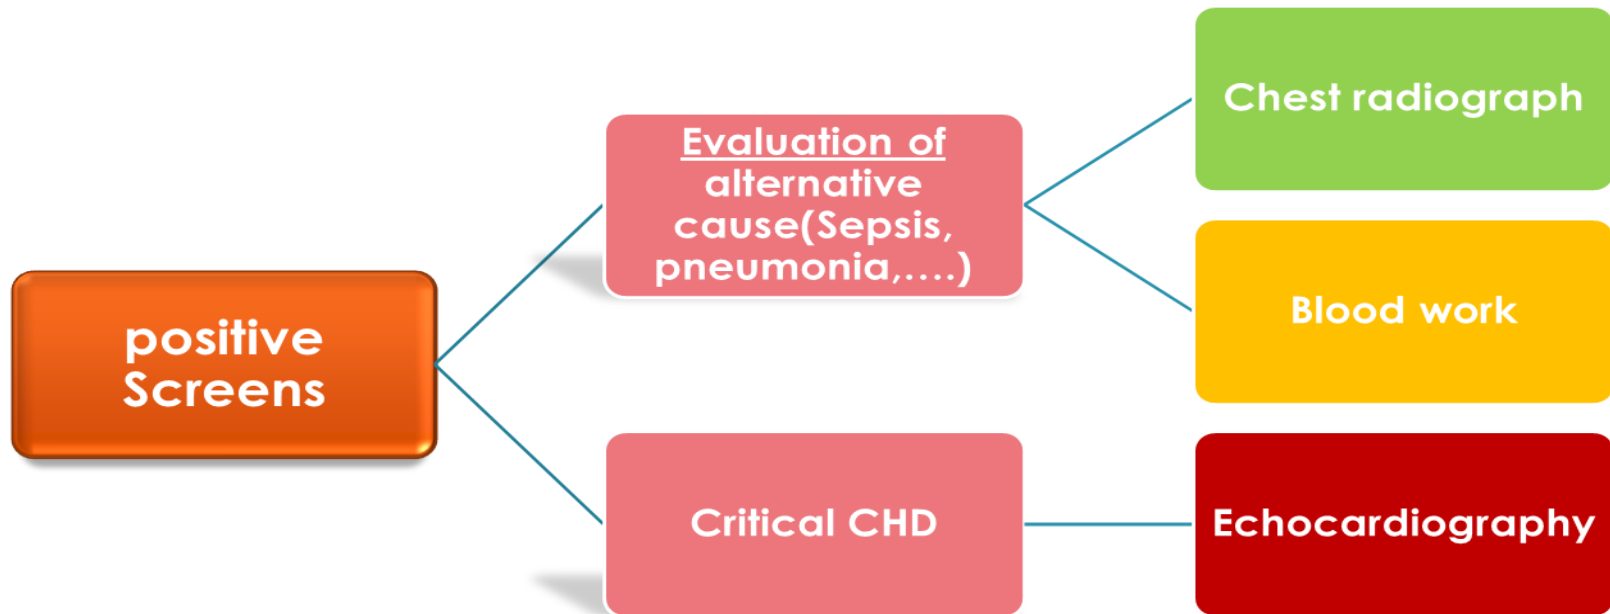 positive
Screens
Evaluation of
alternative
cause(Sepsis,
pneumonia,....)
Critical CHD
Chest radiograph
Blood work
Echocardiography